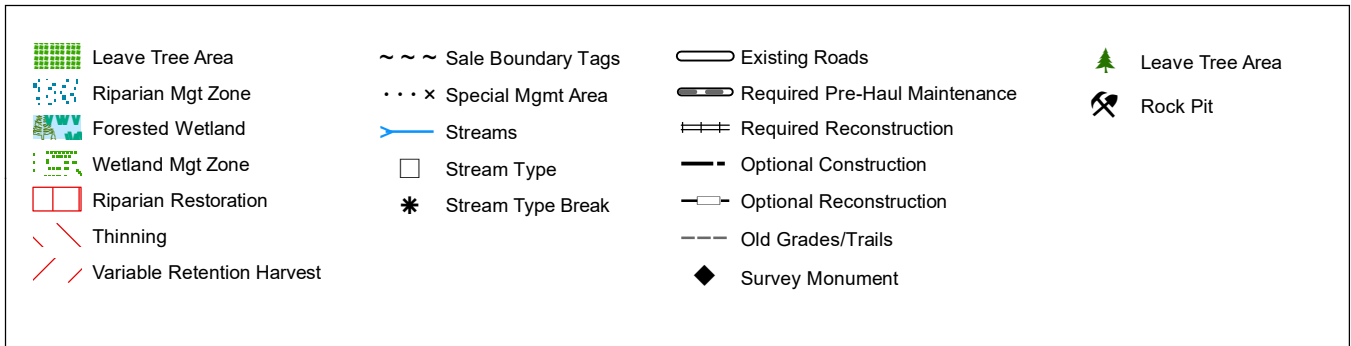 Leave Tree Area
Riparian Mgt Zone
Forested Wetland
Wetland Mgt Zone
Riparian Restoration
Thinning
Variable Retention Harvest
Sale Boundary Tags
Special Mgmt Area
Streams
Stream Type
Stream Type Break
Existing Roads
Required Pre-Haul Maintenance
Required Reconstruction
Optional Construction
Optional Reconstruction
Old Grades/Trails
Survey Monument
Leave Tree Area
Rock Pit